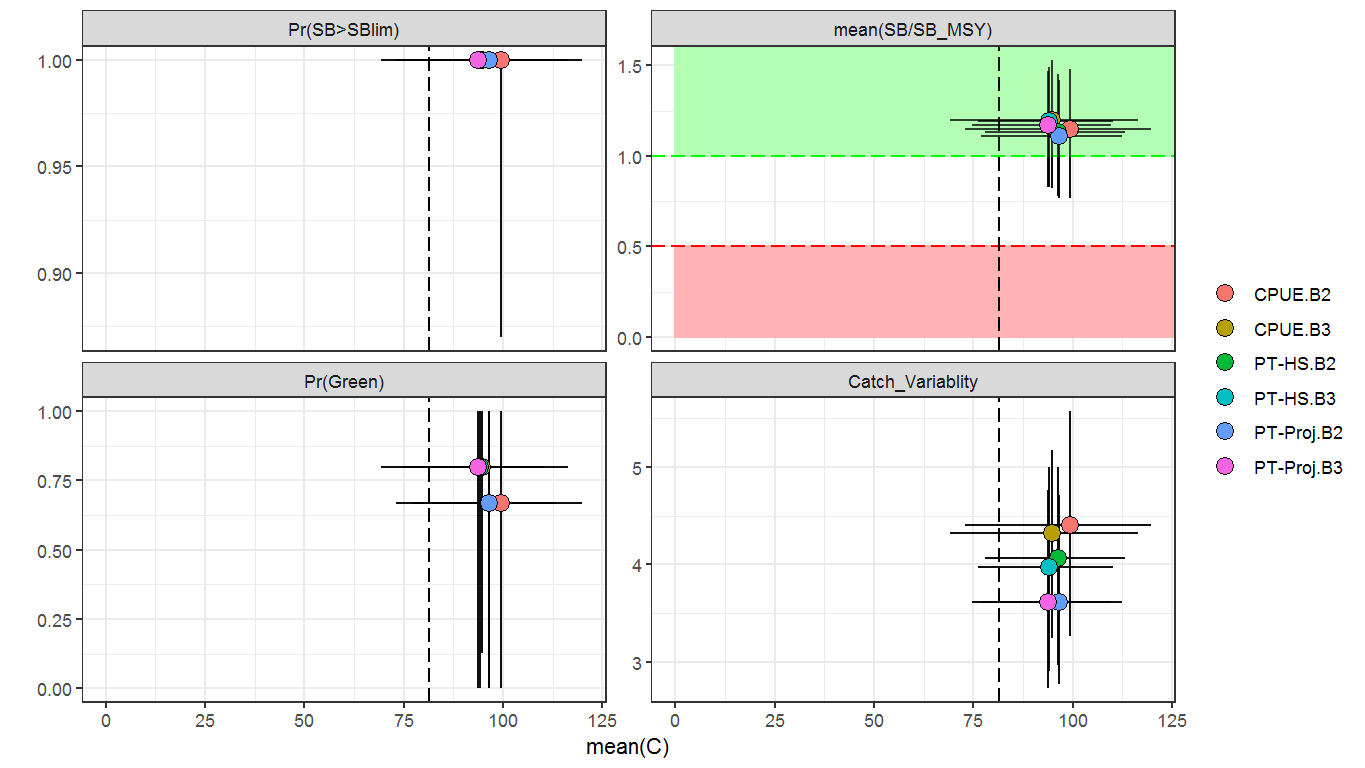 Pr(SB>SBlim)
mean(SB/SB_MSY)
1.00
0.95
0.90
1.5
1.0
0.5
0.0
Pr(Green)
Catch_Variablity
1.00
0.75
0.50
0.25
0.00
5
4
3
0 25 50 75 100 125
0 25 50 75 100 125
mean(C)
CPUE.B2
CPUE.B3
PT-HS.B2
PT-HS.B3
PT-Proj.B2
PT-Proj.B3